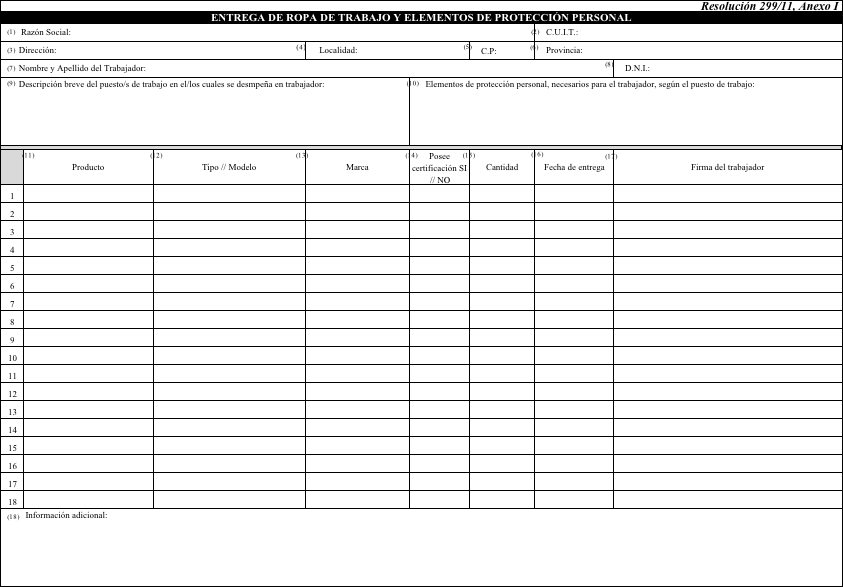 Resolución 299/11, Anexo I
ENTREGA DE ROPA DE TRABAJO Y ELEMENTOS DE PROTECCIÓN PERSONAL
(1) Razón Social: (2) C.U.I.T.:
(3) Dirección: (4) Localidad: (5) C.P: (6) Provincia:
(7) Nombre y Apellido del Trabajador: (8) D.N.I.:
(9) Descripción breve del puesto/s de trabajo en el/los cuales se desmpeña en trabajador: (10) Elementos de protección personal, necesarios para el trabajador, según el puesto de trabajo:
(11) (12) (13) (14) Posee (15) (16) (17)
Producto Tipo // Modelo Marca certificación SI Cantidad Fecha de entrega Firma del trabajador
// NO
1
2
3
4
5
6
7
8
9
10
11
12
13
14
15
16
17
18
(18) Información adicional: